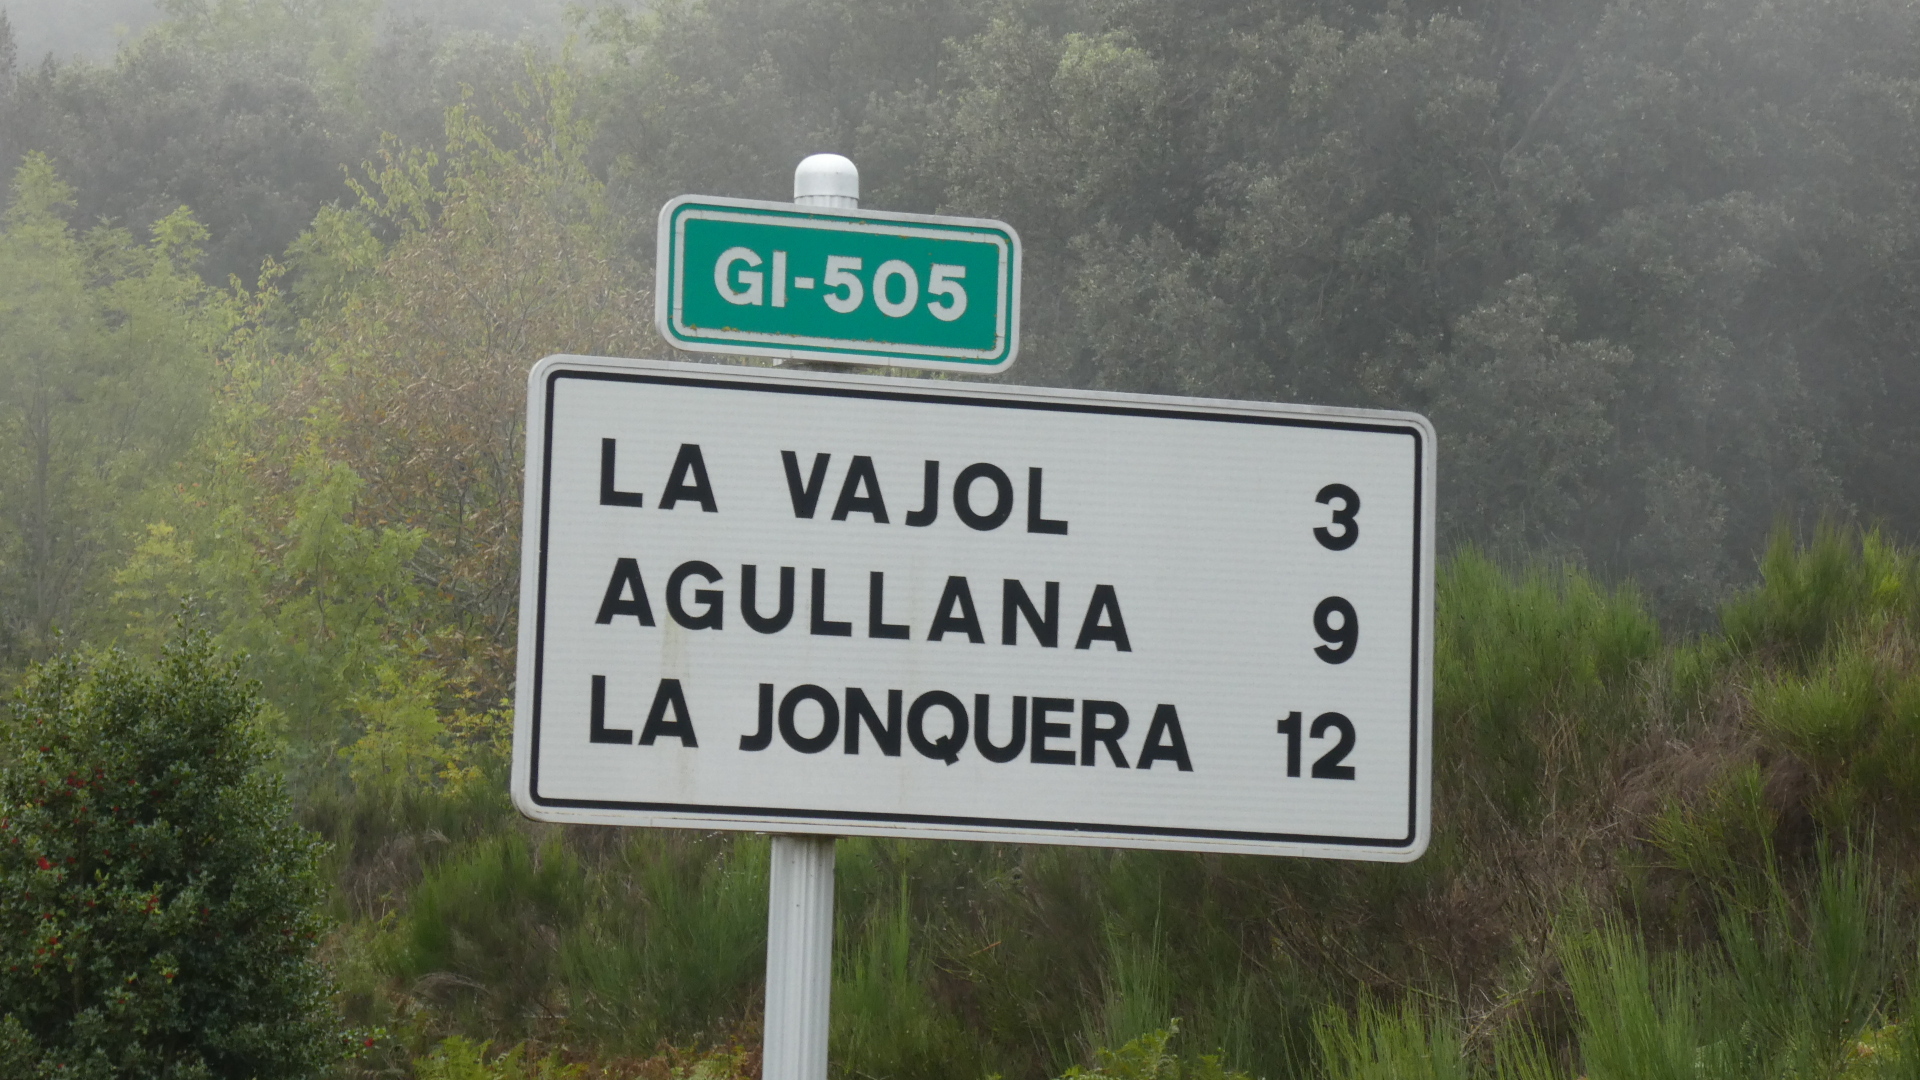 GI-505
LA VAJOL 3
AGULLANA 9
LA JONQUERA 12